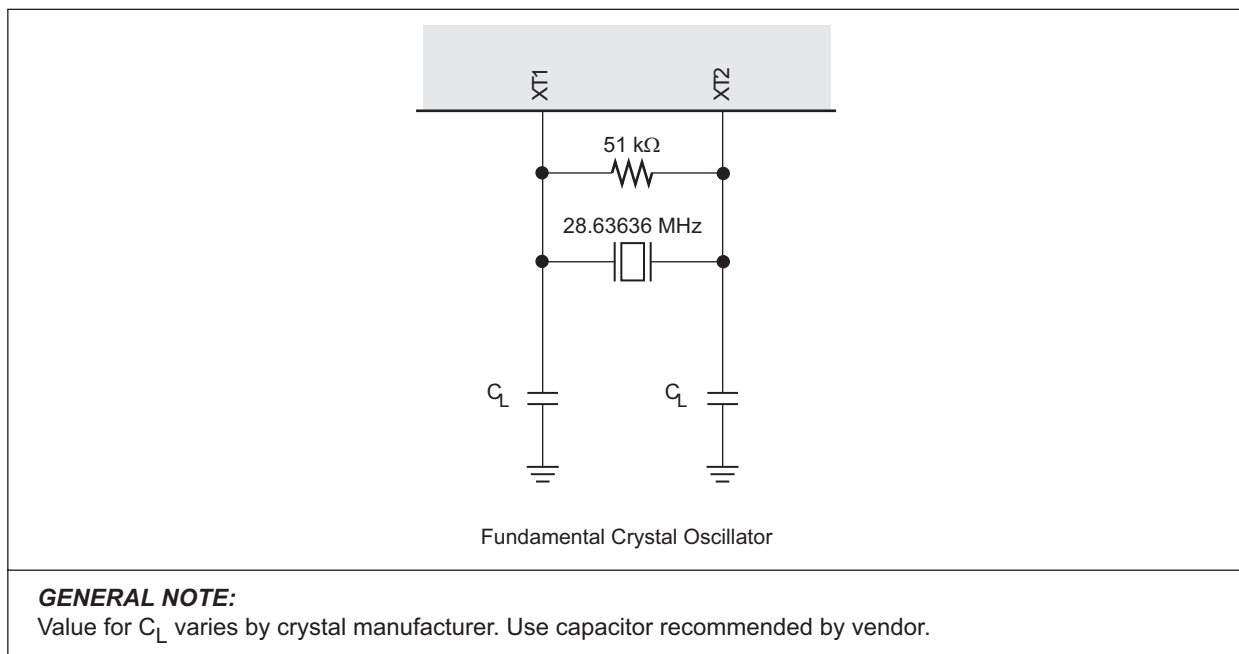 XT1
XT2
51 kΩ
28.63636 MHz
CL
CL
Fundamental Crystal Oscillator
GENERAL NOTE:
Value for CL varies by crystal manufacturer. Use capacitor recommended by vendor.